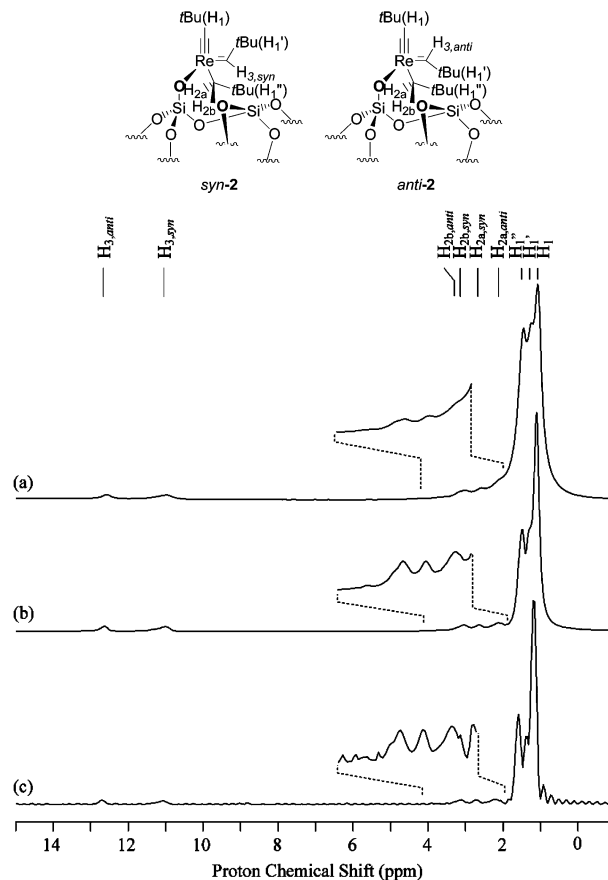 tBu(H1) tBu(H1)
tBu(H1') H3,anti
Re Re
H3,syn tBu(H1')
H2a tBu(H1'') H2a tBu(H1'')
O H2b O O H2b O
Si Si O Si Si O
O O O O O O O O
syn-2 anti-2
H3,anti H3,syn H2b,anti H2b,syn H2a,syn H2a,anti H1'' H1' H1
(a)
(b)
(c)
15 14 12 10 8 6 4 2 0
Proton Chemical Shift (ppm)